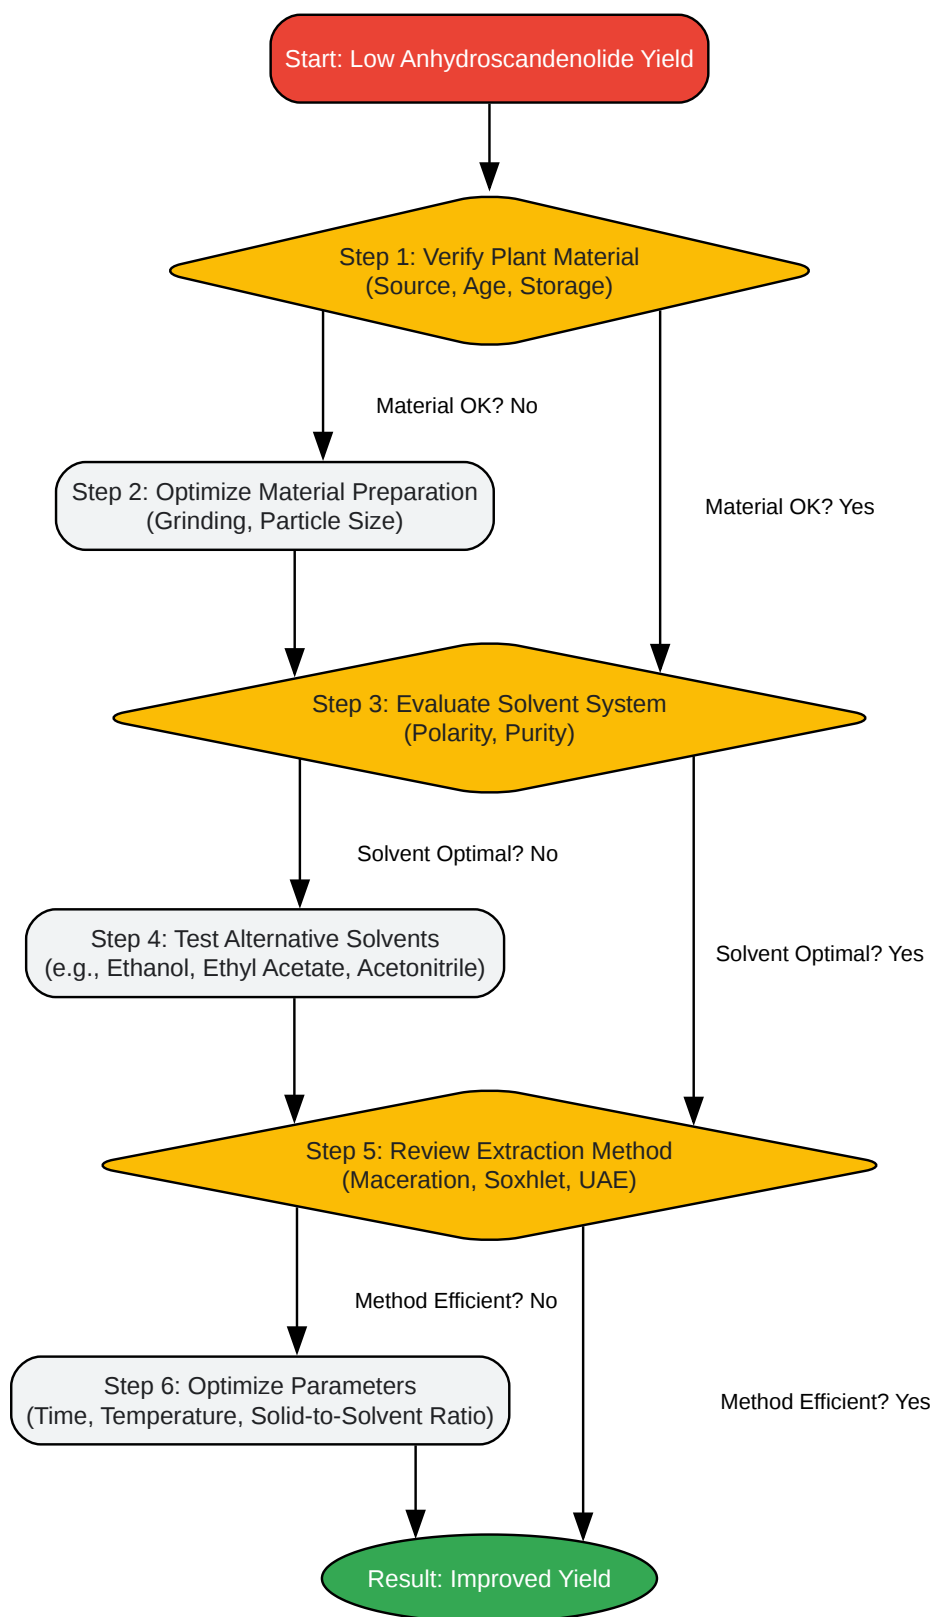 Start: Low Anhydroscandenolide Yield
Step 1: Verify Plant Material
(Source, Age, Storage)
Material OK? No
Step 2: Optimize Material Preparation
(Grinding, Particle Size)
Material OK? Yes
Step 3: Evaluate Solvent System
(Polarity, Purity)
Solvent Optimal? No
Step 4: Test Alternative Solvents
(e.g., Ethanol, Ethyl Acetate, Acetonitrile)
Solvent Optimal? Yes
Step 5: Review Extraction Method
(Maceration, Soxhlet, UAE)
Method Efficient? No
Step 6: Optimize Parameters
(Time, Temperature, Solid-to-Solvent Ratio)
Method Efficient? Yes
Result: Improved Yield